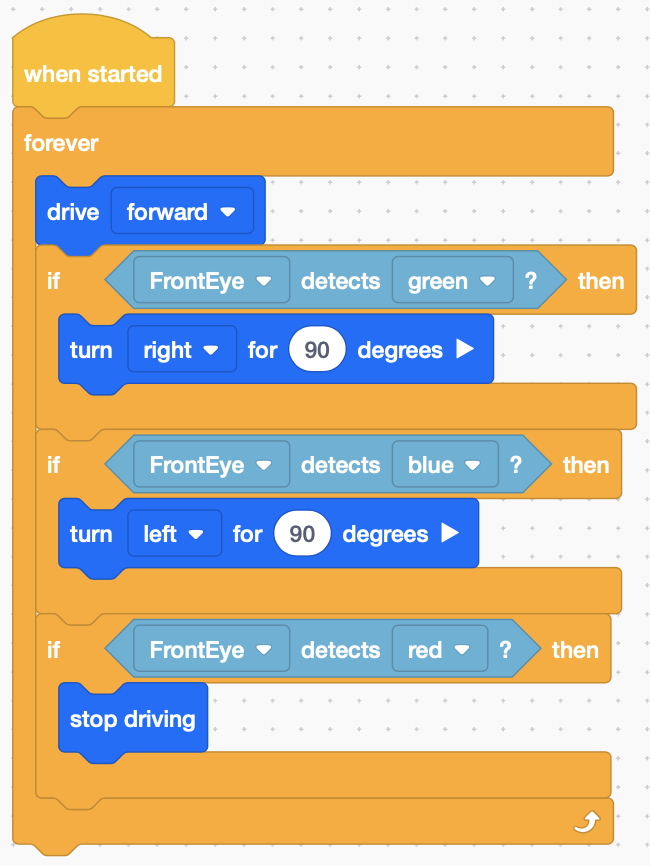 when started
forever
drive forward
if FrontEye detects green ? then
turn right for 90 degrees
if FrontEye detects blue ? then
turn left for 90 degrees
if FrontEye detects red ? then
stop driving